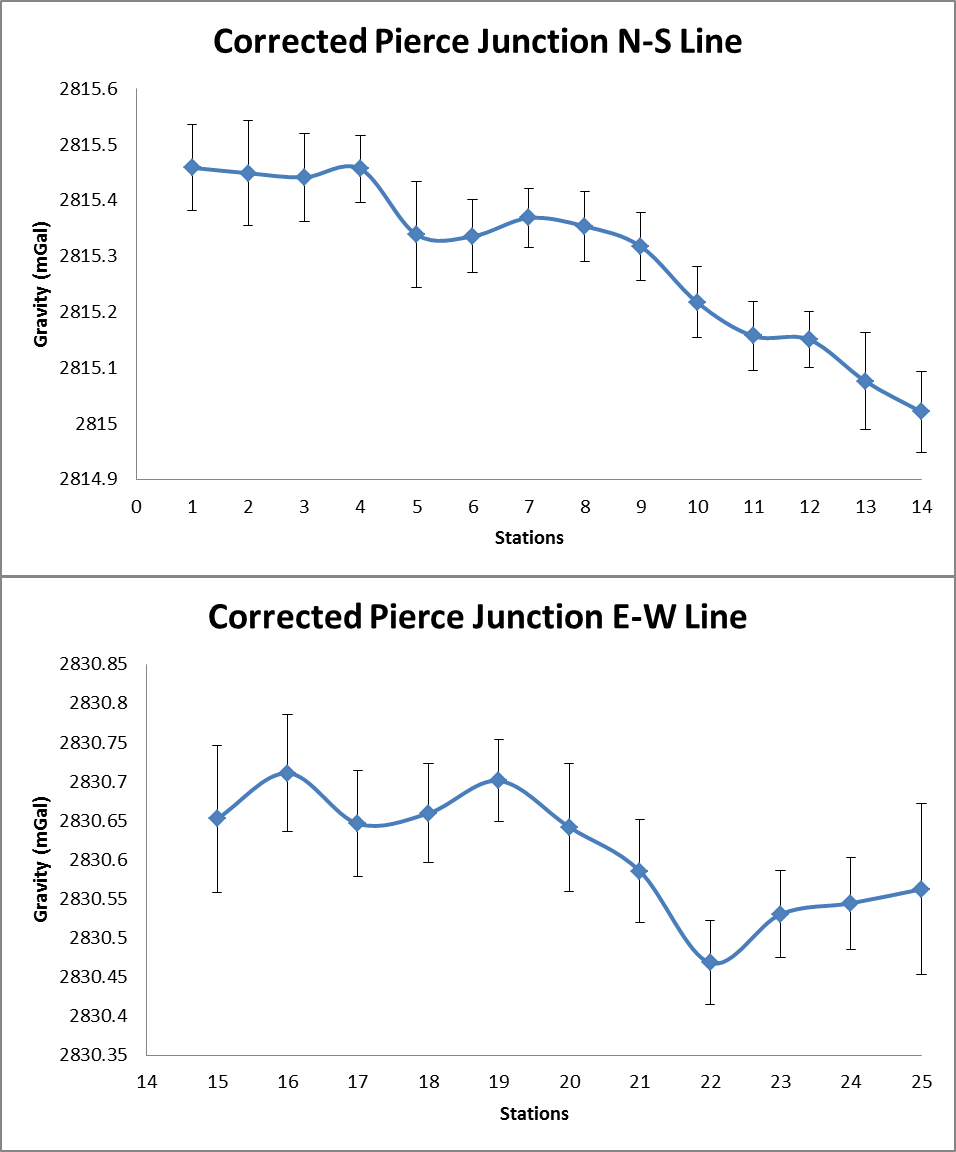 Corrected Pierce Junction N-S Line
2815.6
2815.5
2815.4
2815.3
2815.2
2815.1
2815
2814.9
Gravity (mGal)
0 1 2 3 4 5 6 7 8 9 10 11 12 13 14
Stations
Corrected Pierce Junction E-W Line
2830.85
2830.8
2830.75
2830.7
2830.65
2830.6
2830.55
2830.5
2830.45
2830.4
2830.35
Gravity (mGal)
14 15 16 17 18 19 20 21 22 23 24 25
Stations